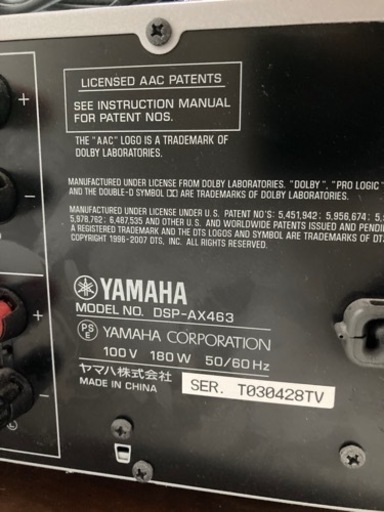 LICENSED AAC PATENTS
SEE INSTRUCTION MANUAL
FOR PATENT NOS.
THE "AAC" LOGO IS A TRADEMARK OF
DOLBY LABORATORIES.
MANUFACTURED UNDER LICENSE FROM DOLBY LABORATORIES. "DOLBY", "PRO LOGIC"
AND THE DOUBLE-D SYMBOL ARE TRADEMARKS OF DOLBY LABORATORIES.
MANUFACTURED UNDER LICENSE UNDER U.S. PATENT NO'S: 5,451,942; 5,956,674;
5,978,762; 6,487,535 AND OTHER U.S. AND WORLDWIDE PATENTS ISSUED AND
A REGISTERED TRADEMARK AND THE DTS LOGOS AND SYMBOL ARE TRADEMARKS OF
COPYRIGHT 1996-2007 DTS, INC. ALL RIGHTS RESERVED.
YAMAHA
MODEL NO. DSP-AX463
PSE YAMAHA CORPORATION
100V 180W 50/60Hz
ヤマハ株式会社
MADE IN CHINA
SER. T030428TV